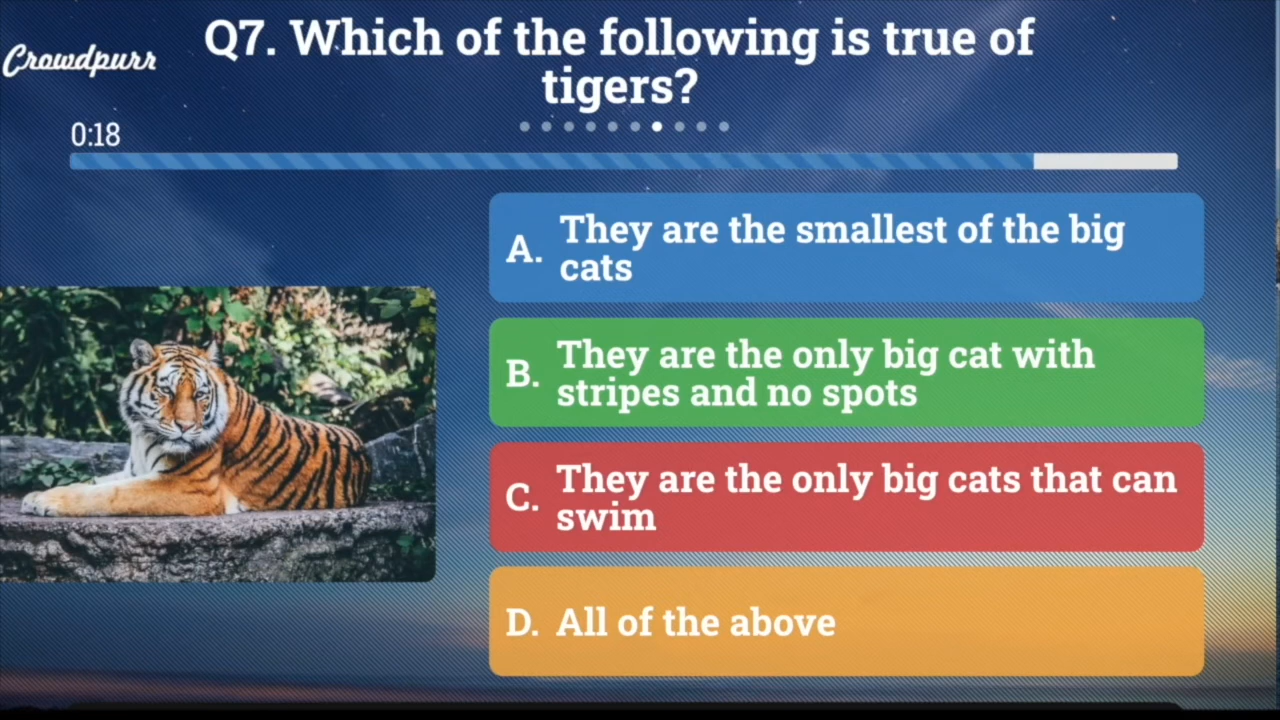 Crowdpurr
Q7. Which of the following is true of
tigers?
0:18
A. They are the smallest of the big
cats
B. They are the only big cat with
stripes and no spots
C. They are the only big cats that can
swim
D. All of the above